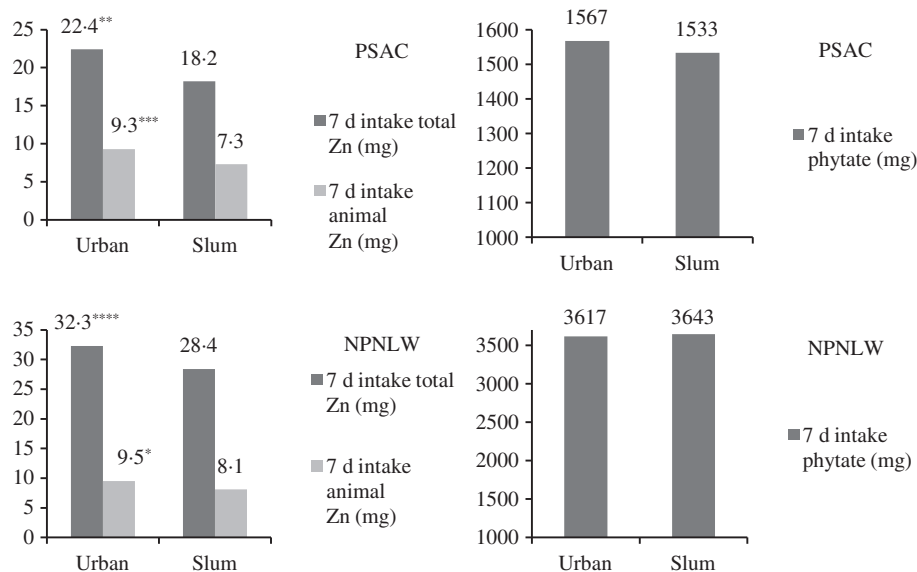 22·4**
18·2
9·3***
7·3
25
20
15
10
5
0
Urban
Slum
PSAC
7 d intake total
Zn (mg)
7 d intake
animal
Zn (mg)
1567
1533
1600
1500
1400
1300
1200
1100
1000
Urban
Slum
PSAC
7 d intake
phytate (mg)
32·3****
28·4
9·5*
8·1
35
30
25
20
15
10
5
0
Urban
Slum
NPNLW
7 d intake total
Zn (mg)
7 d intake
animal
Zn (mg)
3617
3643
3500
3000
2500
2000
1500
1000
Urban
Slum
NPNLW
7 d intake
phytate (mg)